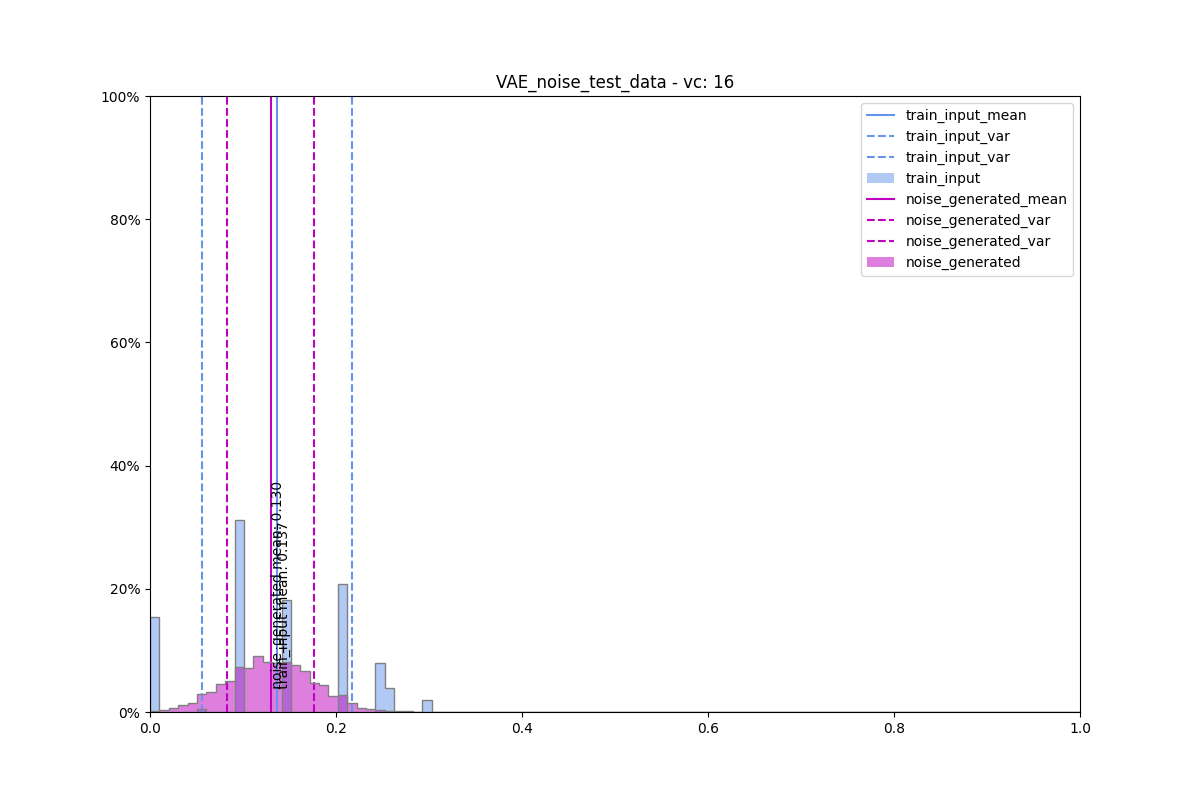 VAE_noise_test_data - vc: 16
100%
80%
60%
40%
20%
0%
0.0
0.2
0.4
0.6
0.8
1.0
train_input_mean
train_input_var
train_input_var
train_input
noise_generated_mean
noise_generated_var
noise_generated_var
noise_generated
noise_generated mean: 0.130
train_input mean: 0.137